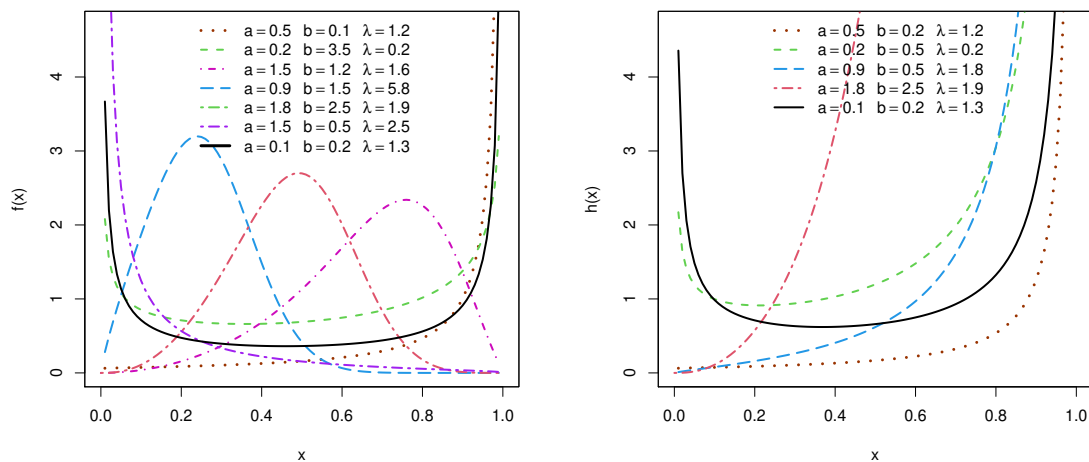 a = 0.5 b = 0.1 λ = 1.2
a = 0.2 b = 3.5 λ = 0.2
a = 1.5 b = 1.2 λ = 1.6
a = 0.9 b = 1.5 λ = 5.8
a = 1.8 b = 2.5 λ = 1.9
a = 1.5 b = 0.5 λ = 2.5
a = 0.1 b = 0.2 λ = 1.3
f(x)
4
3
2
1
0
0.0 0.2 0.4 0.6 0.8 1.0
x
a = 0.5 b = 0.2 λ = 1.2
a = 0.2 b = 0.5 λ = 0.2
a = 0.9 b = 0.5 λ = 1.8
a = 1.8 b = 2.5 λ = 1.9
a = 0.1 b = 0.2 λ = 1.3
h(x)
4
3
2
1
0
0.0 0.2 0.4 0.6 0.8 1.0
x